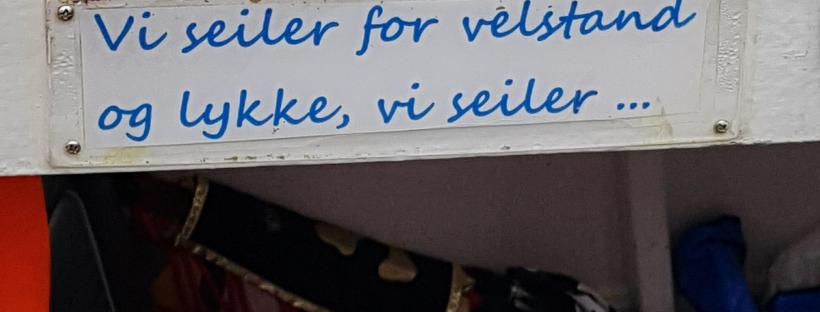 Vi seiler for velstand
og lykke, vi seiler ...